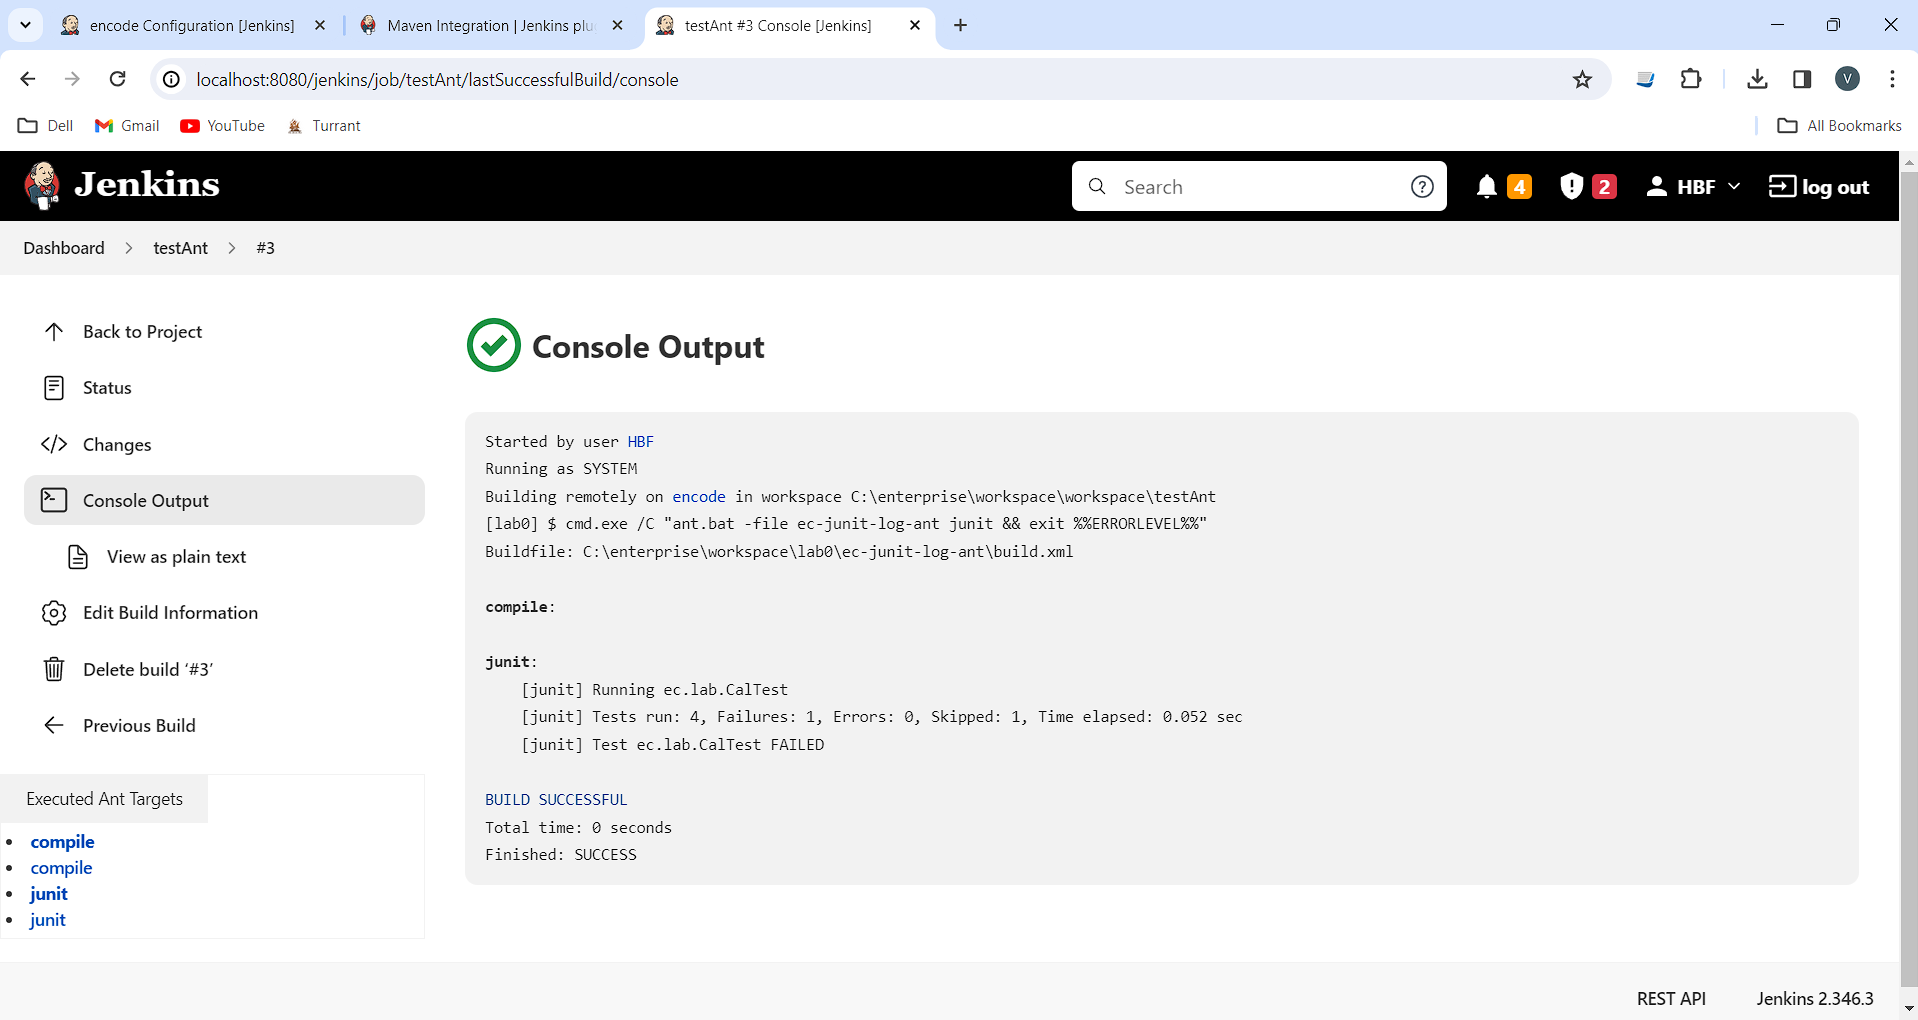 encode Configuration [Jenkins]
Maven Integration | Jenkins plu
testAnt #3 Console [Jenkins]
localhost:8080/jenkins/job/testAnt/lastSuccessfulBuild/console
V
Dell
Gmail
YouTube
Turrant
All Bookmarks
Jenkins
Search
4
2
HBF
log out
Dashboard
testAnt
#3
Back to Project
Status
Changes
Console Output
View as plain text
Edit Build Information
Delete build ‘#3’
Previous Build
Executed Ant Targets
compile
compile
junit
junit
Console Output
Started by user HBF
Running as SYSTEM
Building remotely on encode in workspace C:\enterprise\workspace\workspace\testAnt
[lab0] $ cmd.exe /C "ant.bat -file ec-junit-log-ant junit && exit %%ERRORLEVEL%%"
Buildfile: C:\enterprise\workspace\lab0\ec-junit-log-ant\build.xml
compile:
junit:
[junit] Running ec.lab.CalTest
[junit] Tests run: 4, Failures: 1, Errors: 0, Skipped: 1, Time elapsed: 0.052 sec
[junit] Test ec.lab.CalTest FAILED
BUILD SUCCESSFUL
Total time: 0 seconds
Finished: SUCCESS
REST API
Jenkins 2.346.3